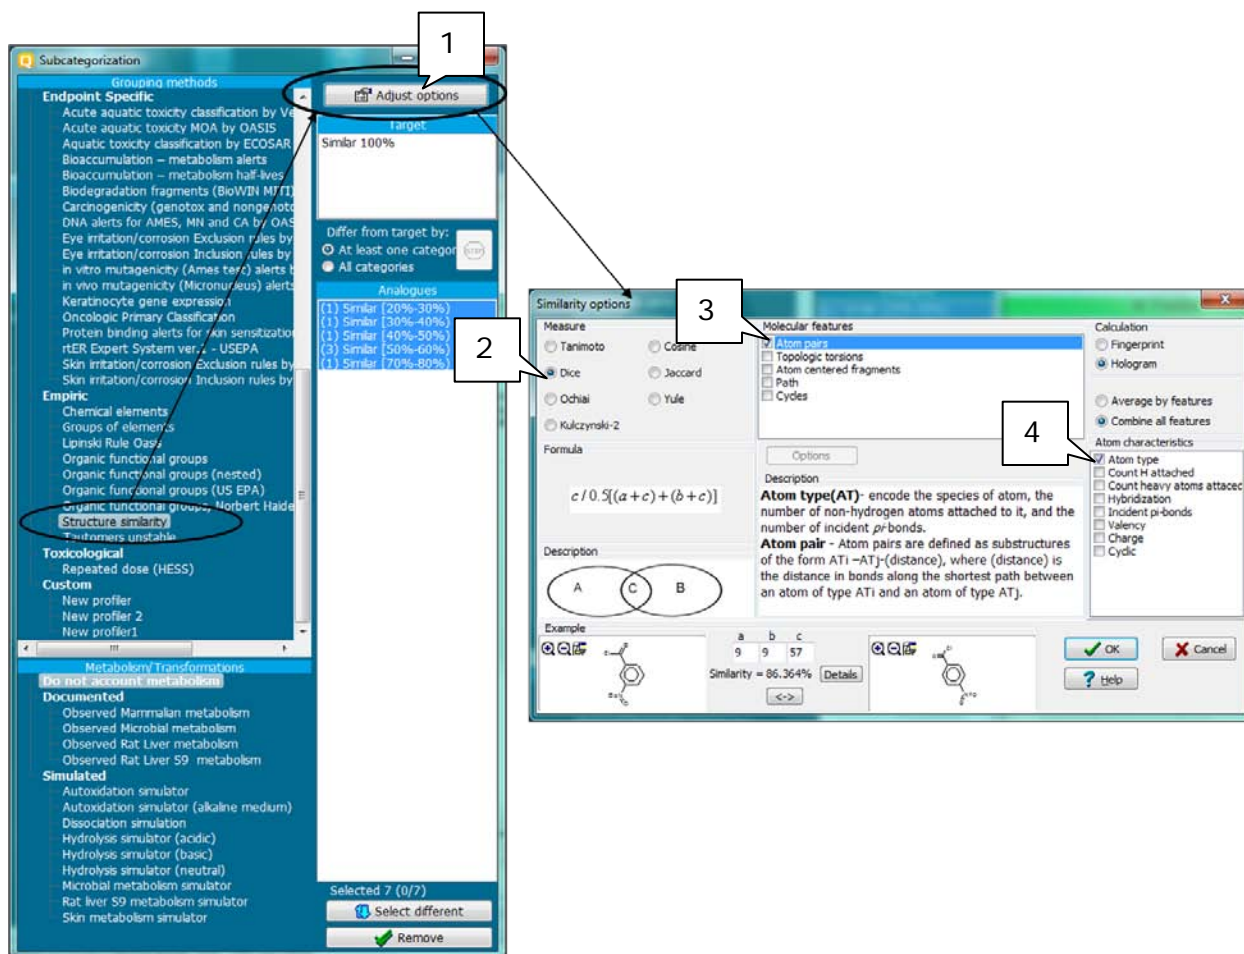 1
Subcategorization
Grouping methods
Endpoint Specific
Acute aquatic toxicity classification by Ve
Acute aquatic toxicity MOA by OASIS
Aquatic toxicity classification by ECOSAR
Bioaccumulation – metabolism alerts
Bioaccumulation – metabolism half-lives
Biodegradation fragments (BioWIN MITI)
Carcinogenicity (genotox and nongenoto
DNA alerts for AMES, MN and CA by OAS
Eye irritation/corrosion Exclusion rules by
Eye irritation/corrosion Inclusion rules by
in vitro mutagenicity (Ames test) alerts b
in vivo mutagenicity (Micronucleus) alerts
Keratinocyte gene expression
Oncologic Primary Classification
Protein binding alerts for skin sensitization
rtER Expert System ver.1 - USEPA
Skin irritation/corrosion Exclusion rules by
Skin irritation/corrosion Inclusion rules by
Empiric
Chemical elements
Groups of elements
Lipinski Rule Oasis
Organic functional groups
Organic functional groups (nested)
Organic functional groups (US EPA)
Organic functional groups, Norbert Haide
Structure similarity
Tautomers unstable
Toxicological
Repeated dose (HESS)
Custom
New profiler
New profiler 2
New profiler1
Metabolism/Transformations
Do not account metabolism
Documented
Observed Mammalian metabolism
Observed Microbial metabolism
Observed Rat Liver metabolism
Observed Rat Liver S9 metabolism
Simulated
Autoxidation simulator
Autoxidation simulator (alkaline medium)
Dissociation simulation
Hydrolysis simulator (acidic)
Hydrolysis simulator (basic)
Hydrolysis simulator (neutral)
Microbial metabolism simulator
Rat liver S9 metabolism simulator
Skin metabolism simulator
Adjust options
Target
Similar 100%
Differ from target by:
At least one categor
All categories
STOP
Analogues
(1) Similar [20%-30%)
(1) Similar [30%-40%)
(1) Similar [40%-50%)
(3) Similar [50%-60%)
(1) Similar [70%-80%)
Selected 7 (0/7)
Select different
Remove
2
3
4
Similarity options
Measure
Tanimoto
Cosine
Dice
Jaccard
Ochiai
Yule
Kulczynski-2
Formula
c / 0.5[(a + c) + (b + c)]
Description
A
C
B
Molecular features
Atom pairs
Topologic torsions
Atom centered fragments
Path
Cycles
Options
Description
Atom type(AT)- encode the species of atom, the
number of non-hydrogen atoms attached to it, and the
number of incident pi-bonds.
Atom pair - Atom pairs are defined as substructures
of the form ATi –ATj-(distance), where (distance) is
the distance in bonds along the shortest path between
an atom of type ATi and an atom of type ATj.
Calculation
Fingerprint
Hologram
Average by features
Combine all features
Atom characteristics
Atom type
Count H attached
Count heavy atoms attacec
Hybridization
Incident pi-bonds
Valency
Charge
Cyclic
Example
a b c
9 9 57
Similarity = 86.364%
Details
<->
OK
Cancel
Help